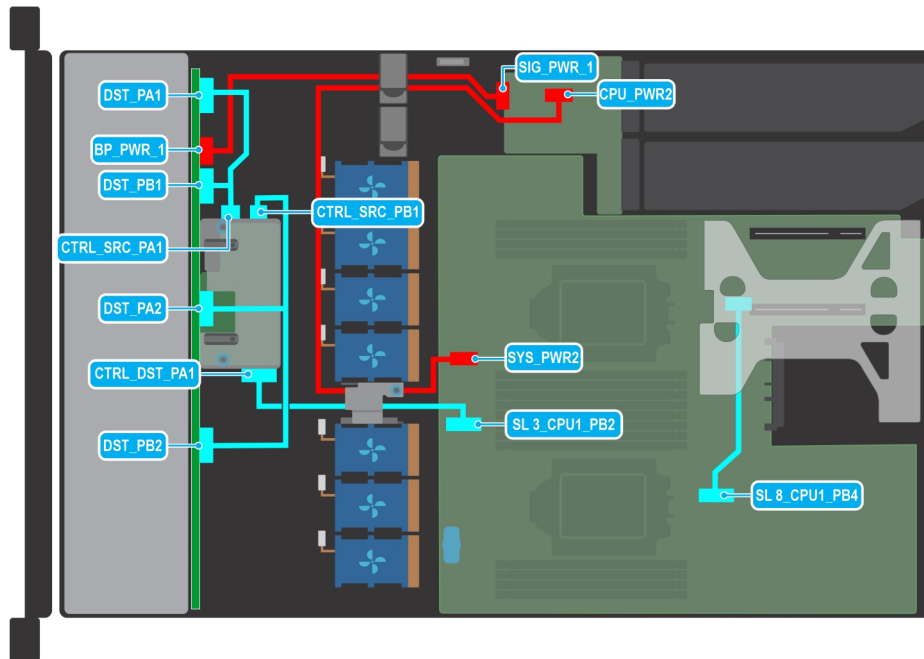 SIG_PWR_1
DST_PA1
CPU_PWR2
BP_PWR_1
DST_PB1
CTRL_SRC_PB1
CTRL_SRC_PA1
DST_PA2
SYS_PWR2
CTRL_DST_PA1
SL 3_CPU1_PB2
DST_PB2
SL 8_CPU1_PB4